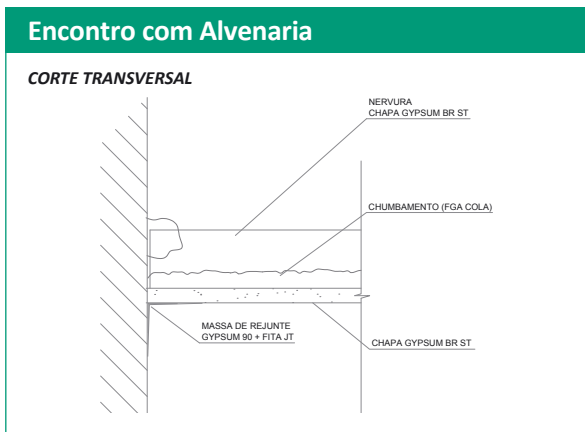 Encontro com Alvenaria
CORTE TRANSVERSAL
NERVURA
CHAPA GYPSUM BR ST
CHUMBAMENTO (FGA COLA)
MASSA DE REJUNTE
GYPSUM 90 + FITA JT
CHAPA GYPSUM BR ST